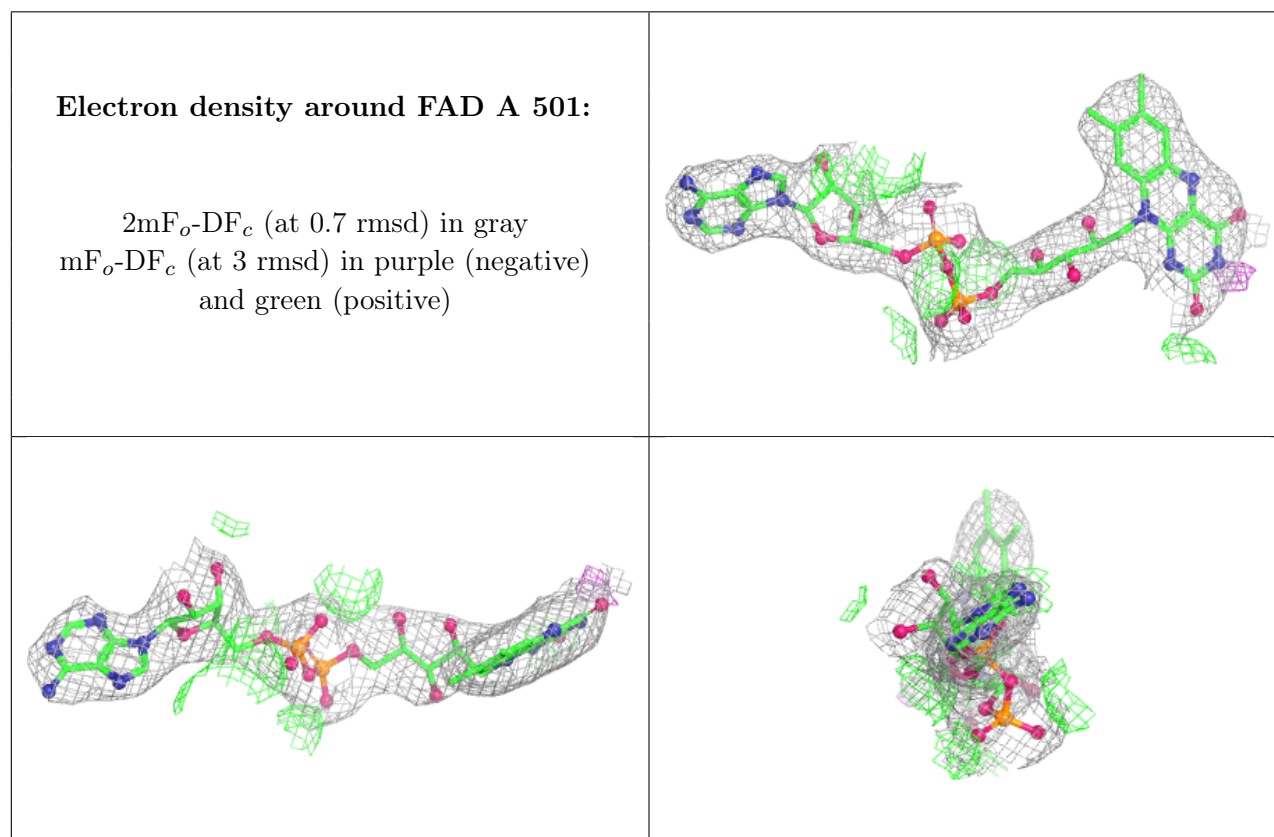 Electron density around FAD A 501:
2mF$_o$-DF$_c$ (at 0.7 rmsd) in gray
mF$_o$-DF$_c$ (at 3 rmsd) in purple (negative)
and green (positive)